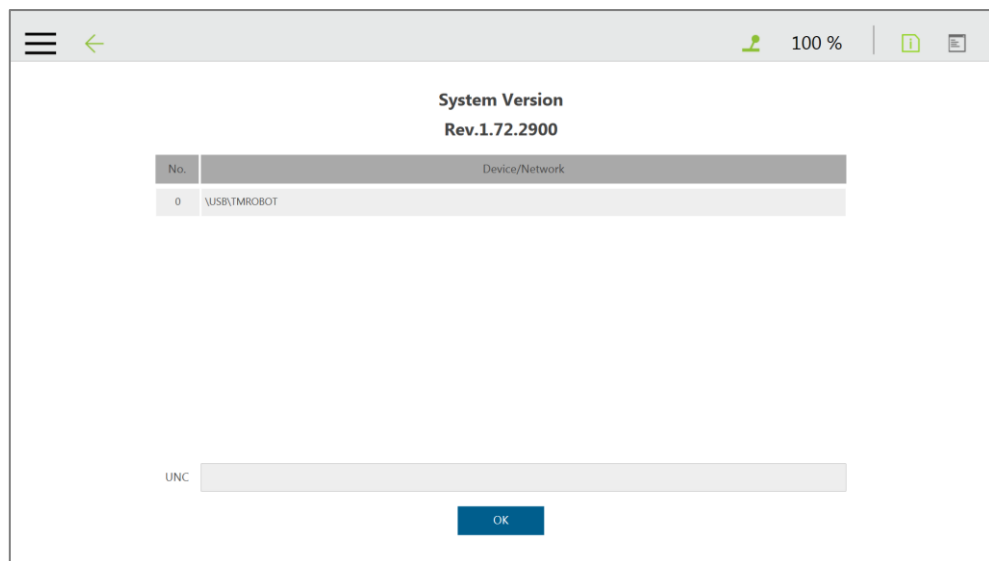 100 %
System Version
Rev.1.72.2900
No. Device/Network
0 \USB\TMROBOT
UNC
OK